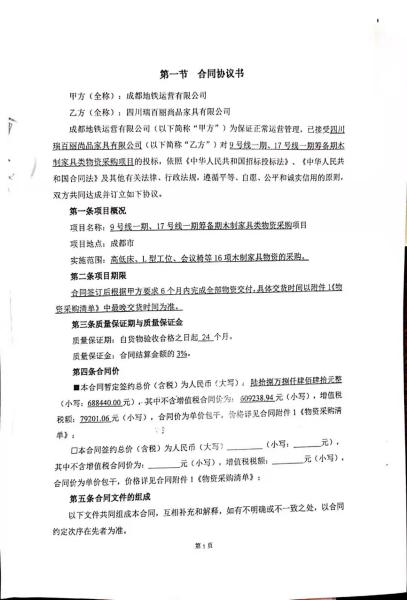 第一节 合同协议书
甲方（全称）：成都地铁运营有限公司
乙方（全称）：四川瑞百丽尚品家具有限公司
成都地铁运营有限公司（以下简称“甲方”）为保证正常运营管理，已接受四川
瑞百丽尚品家具有限公司（以下简称“乙方”）对 9 号线一期、17 号线一期筹备期木
制家具类物资采购项目的投标，依照《中华人民共和国招标投标法》、《中华人民共
和国合同法》及其他有关法律、行政法规，遵循平等、自愿、公平和诚实信用的原则，
双方共同达成并订立如下协议。
第一条项目概况
项目名称：9 号线一期、17 号线一期筹备期木制家具类物资采购项目
项目地点：成都市
实施范围：高低床、L 型工位、会议椅等 16 项木制家具物资的采购。
第二条项目期限
合同签订后根据甲方要求 6 个月内完成全部物资交付，具体交货时间以附件 1《物
资采购清单》中最晚交货时间为准。
第三条质量保证期与质量保证金
质量保证期：自货物验收合格之日起 24 个月。
质量保证金：合同结算金额的 3%。
第四条合同价
■本合同暂定签约总价（含税）为人民币（大写）：陆拾捌万捌仟肆佰肆拾元整
（小写：688440.00 元），其中不含增值税合同价为：609238.94 元（小写），增值税
税额：79201.06 元（小写），合同价为单价包干，价格详见合同附件 1《物资采购清
单》；
□本合同签约总价（含税）为人民币（大写）______（小写：______元），
其中不含增值税合同价为：______元（小写），增值税税额：______元（小写），
合同价为单价包干，价格详见合同附件 1《物资采购清单》；
第五条合同文件的组成
以下文件共同组成本合同，互相补充和解释，如有不明确或不一致之处，以合同
约定次序在先者为准。
第 1 页